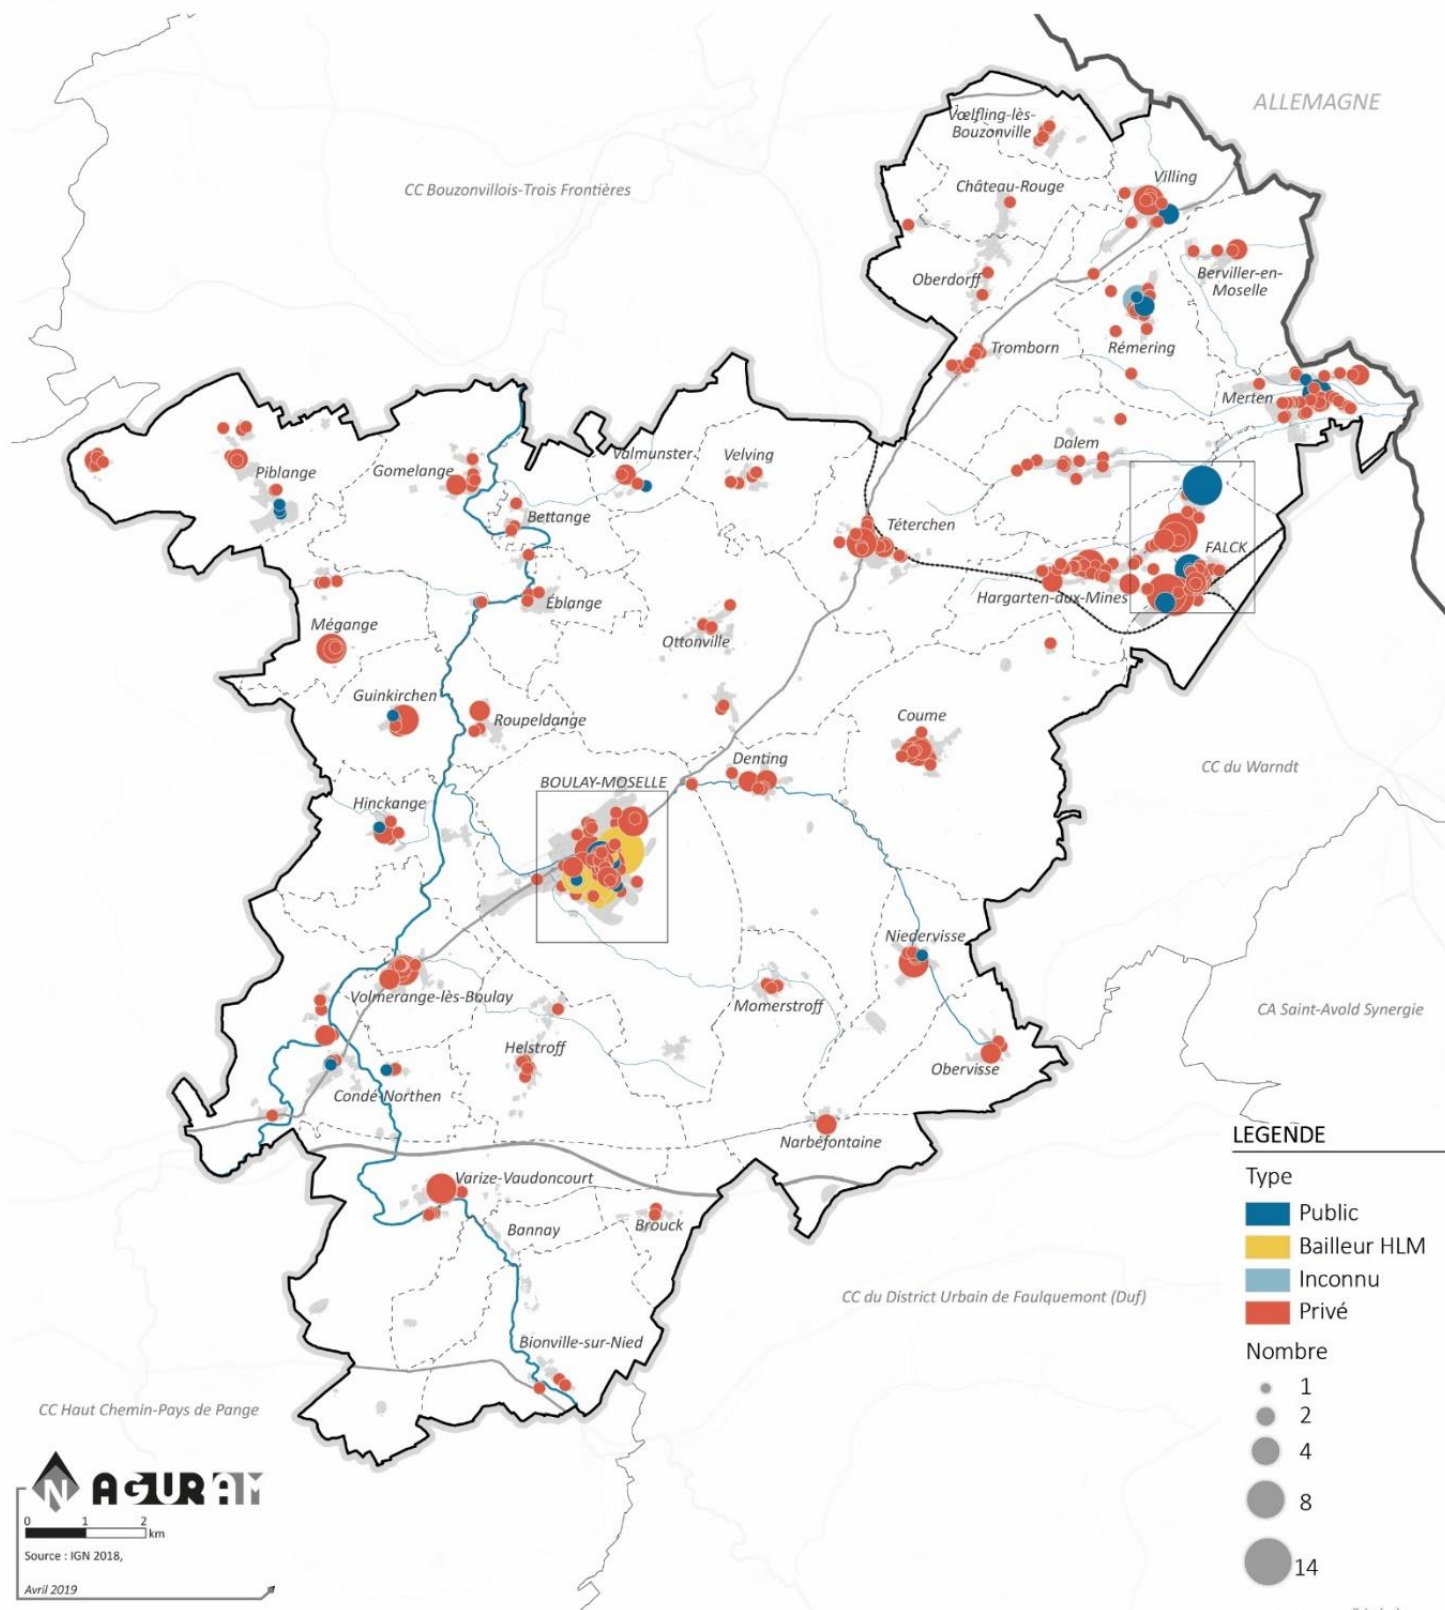 ALLEMAGNE
Vœlfling-lès-
Bouzonville
CC Bouzonvillois-Trois Frontières
Château-Rouge
Villing
Oberdorff
Berviller-en-
Moselle
Tromborn
Rémering
Merten
Dalem
Piblange
Gomelange
Valmunster
Velving
Bettange
Téterchen
FALCK
Hargarten-aux-Mines
Éblange
Mégange
Ottonville
Guinkirchen
Roupeldange
Coume
Denting
BOULAY-MOSELLE
CC du Warndt
Hinckange
Niedervisse
Volmerange-lès-Boulay
Momerstroff
CA Saint-Avold Synergie
Helstroff
Obervisse
Condé-Northen
Narbéfontaine
Varize-Vaudoncourt
Bannay
Brouck
CC du District Urbain de Faulquemont (Duf)
Bionville-sur-Nied
CC Haut Chemin-Pays de Pange
LEGENDE
Type
Public
Bailleur HLM
Inconnu
Privé
Nombre
1
2
4
8
14
N AGURAM
0 1 2
km
Source : IGN 2018,
Avril 2019